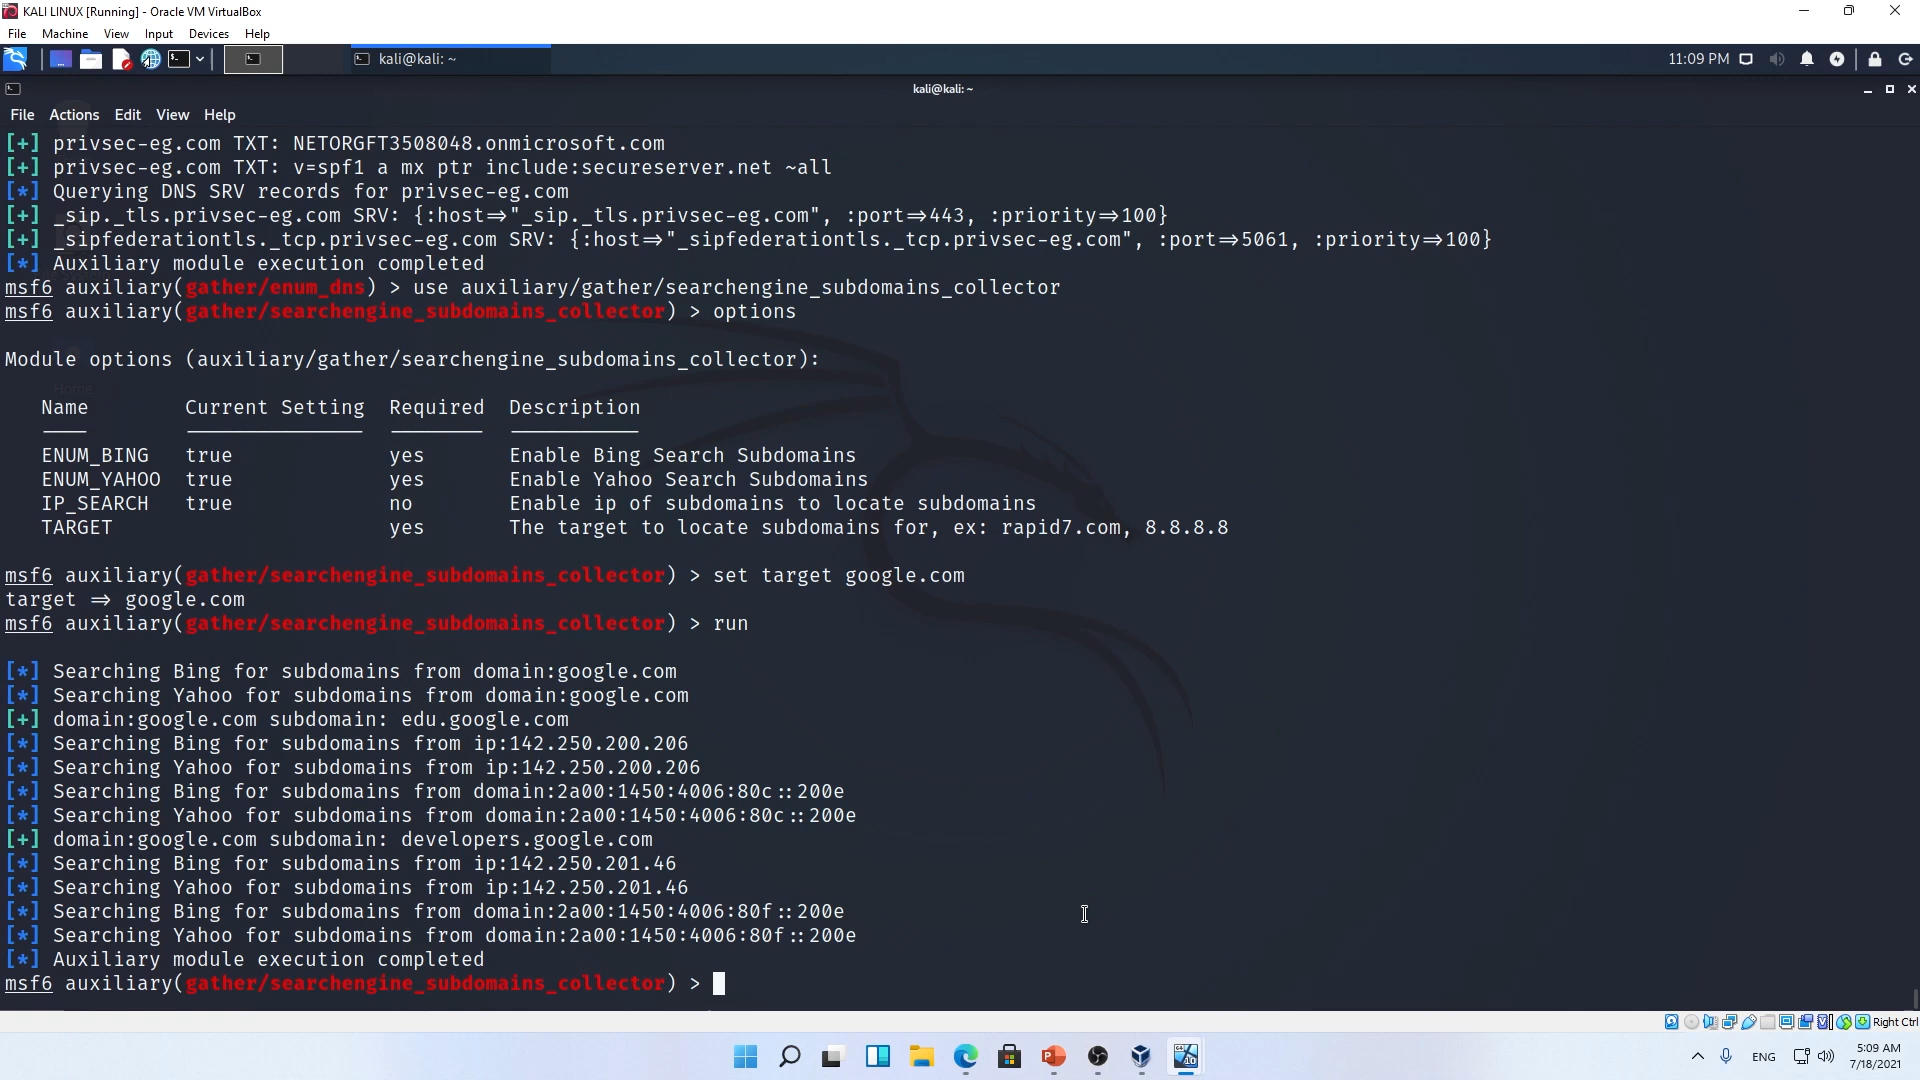 KALI LINUX [Running] - Oracle VM VirtualBox
File Machine View Input Devices Help
kali@kali: ~
11:09 PM
kali@kali: ~
File Actions Edit View Help
[+] privsec-eg.com TXT: NETORGFT3508048.onmicrosoft.com
[+] privsec-eg.com TXT: v=spf1 a mx ptr include:secureserver.net ~all
[*] Querying DNS SRV records for privsec-eg.com
[+] _sip._tls.privsec-eg.com SRV: {:host⇒"_sip._tls.privsec-eg.com", :port⇒443, :priority⇒100}
[+] _sipfederationtls._tcp.privsec-eg.com SRV: {:host⇒"_sipfederationtls._tcp.privsec-eg.com", :port⇒5061, :priority⇒100}
[*] Auxiliary module execution completed
msf6 auxiliary(gather/enum_dns) > use auxiliary/gather/searchengine_subdomains_collector
msf6 auxiliary(gather/searchengine_subdomains_collector) > options
Module options (auxiliary/gather/searchengine_subdomains_collector):
Home
Name Current Setting Required Description
ENUM_BING true yes Enable Bing Search Subdomains
ENUM_YAHOO true yes Enable Yahoo Search Subdomains
IP_SEARCH true no Enable ip of subdomains to locate subdomains
TARGET yes The target to locate subdomains for, ex: rapid7.com, 8.8.8.8
msf6 auxiliary(gather/searchengine_subdomains_collector) > set target google.com
target ⇒ google.com
msf6 auxiliary(gather/searchengine_subdomains_collector) > run
[*] Searching Bing for subdomains from domain:google.com
[*] Searching Yahoo for subdomains from domain:google.com
[+] domain:google.com subdomain: edu.google.com
[*] Searching Bing for subdomains from ip:142.250.200.206
[*] Searching Yahoo for subdomains from ip:142.250.200.206
[*] Searching Bing for subdomains from domain:2a00:1450:4006:80c::200e
[*] Searching Yahoo for subdomains from domain:2a00:1450:4006:80c::200e
[+] domain:google.com subdomain: developers.google.com
[*] Searching Bing for subdomains from ip:142.250.201.46
[*] Searching Yahoo for subdomains from ip:142.250.201.46
[*] Searching Bing for subdomains from domain:2a00:1450:4006:80f::200e
[*] Searching Yahoo for subdomains from domain:2a00:1450:4006:80f::200e
[*] Auxiliary module execution completed
msf6 auxiliary(gather/searchengine_subdomains_collector) >
Right Ctrl
ENG
5:09 AM
7/18/2021